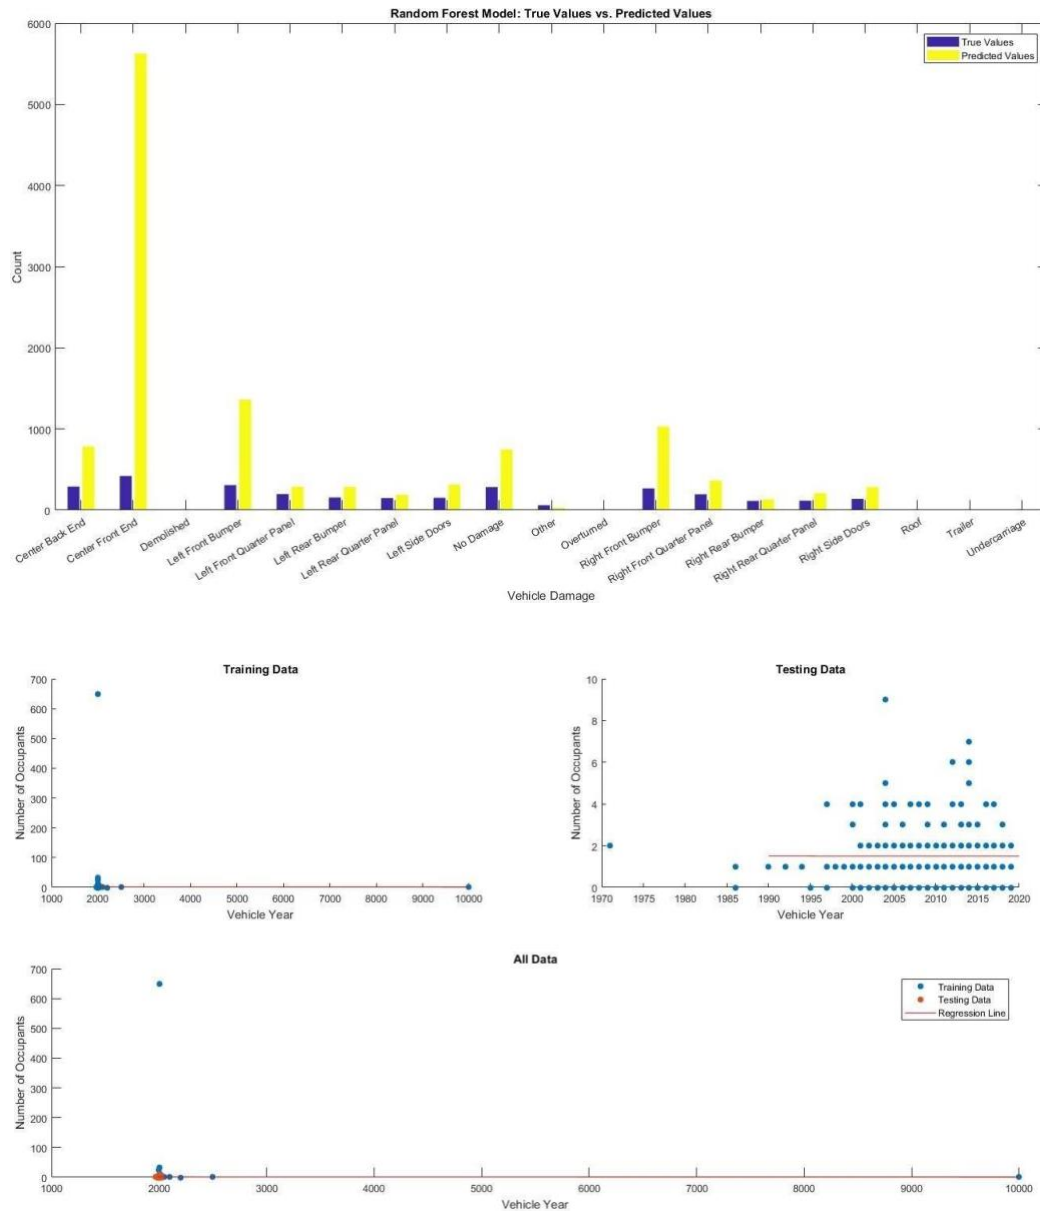 Random Forest Model: True Values vs. Predicted Values
6000
5000
4000
3000
2000
1000
0
Count
True Values
Predicted Values
Center Back End
Center Front End
Demolished
Left Front Bumper
Left Front Quarter Panel
Left Rear Bumper
Left Rear Quarter Panel
Left Side Doors
No Damage
Other
Overturned
Right Front Bumper
Right Front Quarter Panel
Right Rear Bumper
Right Rear Quarter Panel
Right Side Doors
Roof
Trailer
Undercarriage
Vehicle Damage
Training Data
700
600
500
400
300
200
100
0
Number of Occupants
1000 2000 3000 4000 5000 6000 7000 8000 9000 10000
Vehicle Year
Testing Data
10
8
6
4
2
0
Number of Occupants
1970 1975 1980 1985 1990 1995 2000 2005 2010 2015 2020
Vehicle Year
All Data
700
600
500
400
300
200
100
0
Number of Occupants
Training Data
Testing Data
Regression Line
1000 2000 3000 4000 5000 6000 7000 8000 9000 10000
Vehicle Year